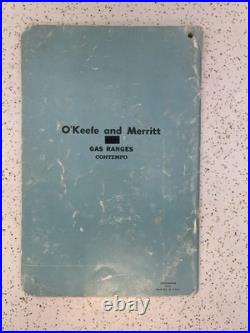 O'Keefe and Merritt
GAS RANGES
CONTEMPO